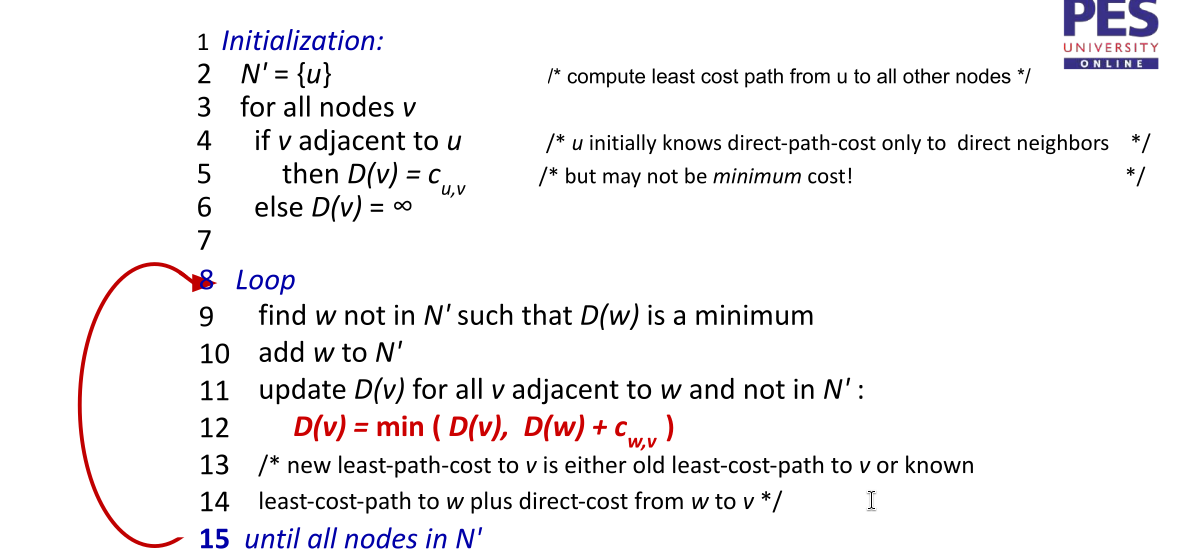 PES
UNIVERSITY
ONLINE
1 Initialization:
2 N' = {u} /* compute least cost path from u to all other nodes */
3 for all nodes v
4 if v adjacent to u /* u initially knows direct-path-cost only to direct neighbors */
5 then D(v) = c u,v /* but may not be minimum cost! */
6 else D(v) = ∞
7
8 Loop
9 find w not in N' such that D(w) is a minimum
10 add w to N'
11 update D(v) for all v adjacent to w and not in N' :
12 D(v) = min ( D(v), D(w) + c w,v )
13 /* new least-path-cost to v is either old least-cost-path to v or known
14 least-cost-path to w plus direct-cost from w to v */
15 until all nodes in N'